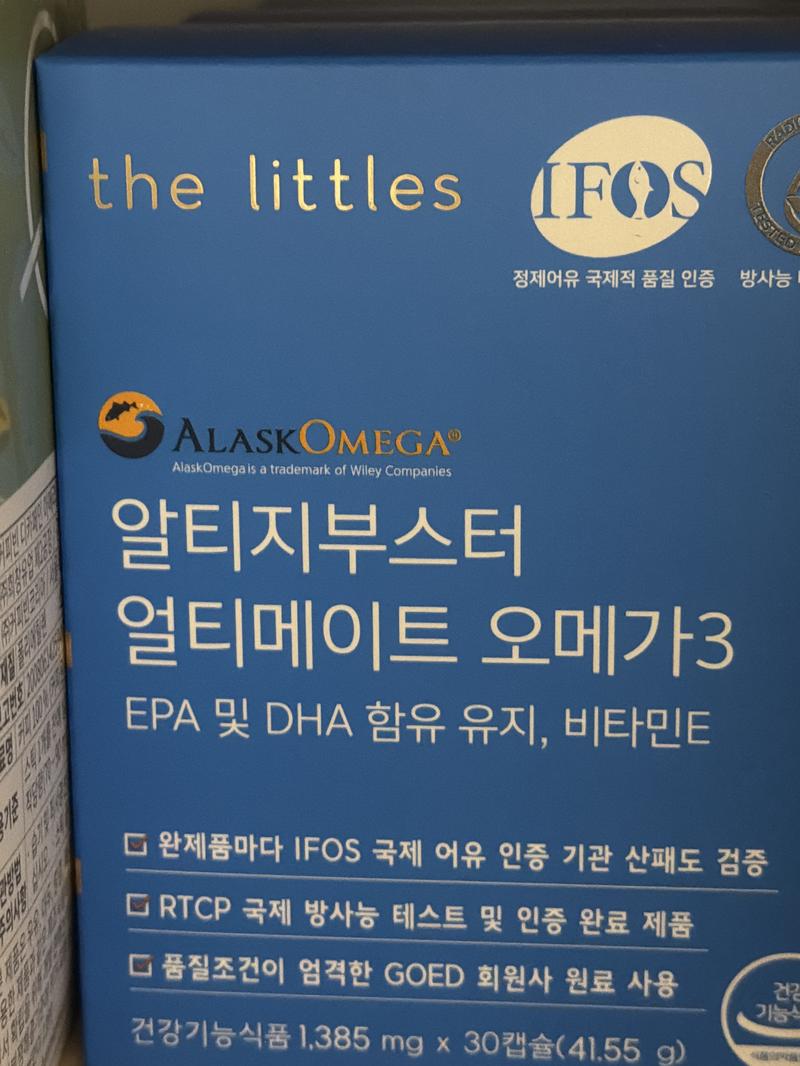 the littles
IFOS
정제어유 국제적 품질 인증
방사능
TESTED
ALASKOMEGA®
AlaskOmega is a trademark of Wiley Companies
알티지부스터
얼티메이트 오메가3
EPA 및 DHA 함유 유지, 비타민E
완제품마다 IFOS 국제 어유 인증 기관 산패도 검증
RTCP 국제 방사능 테스트 및 인증 완료 제품
품질조건이 엄격한 GOED 회원사 원료 사용
건강기능식품 1,385 mg x 30캡슐(41.55 g)